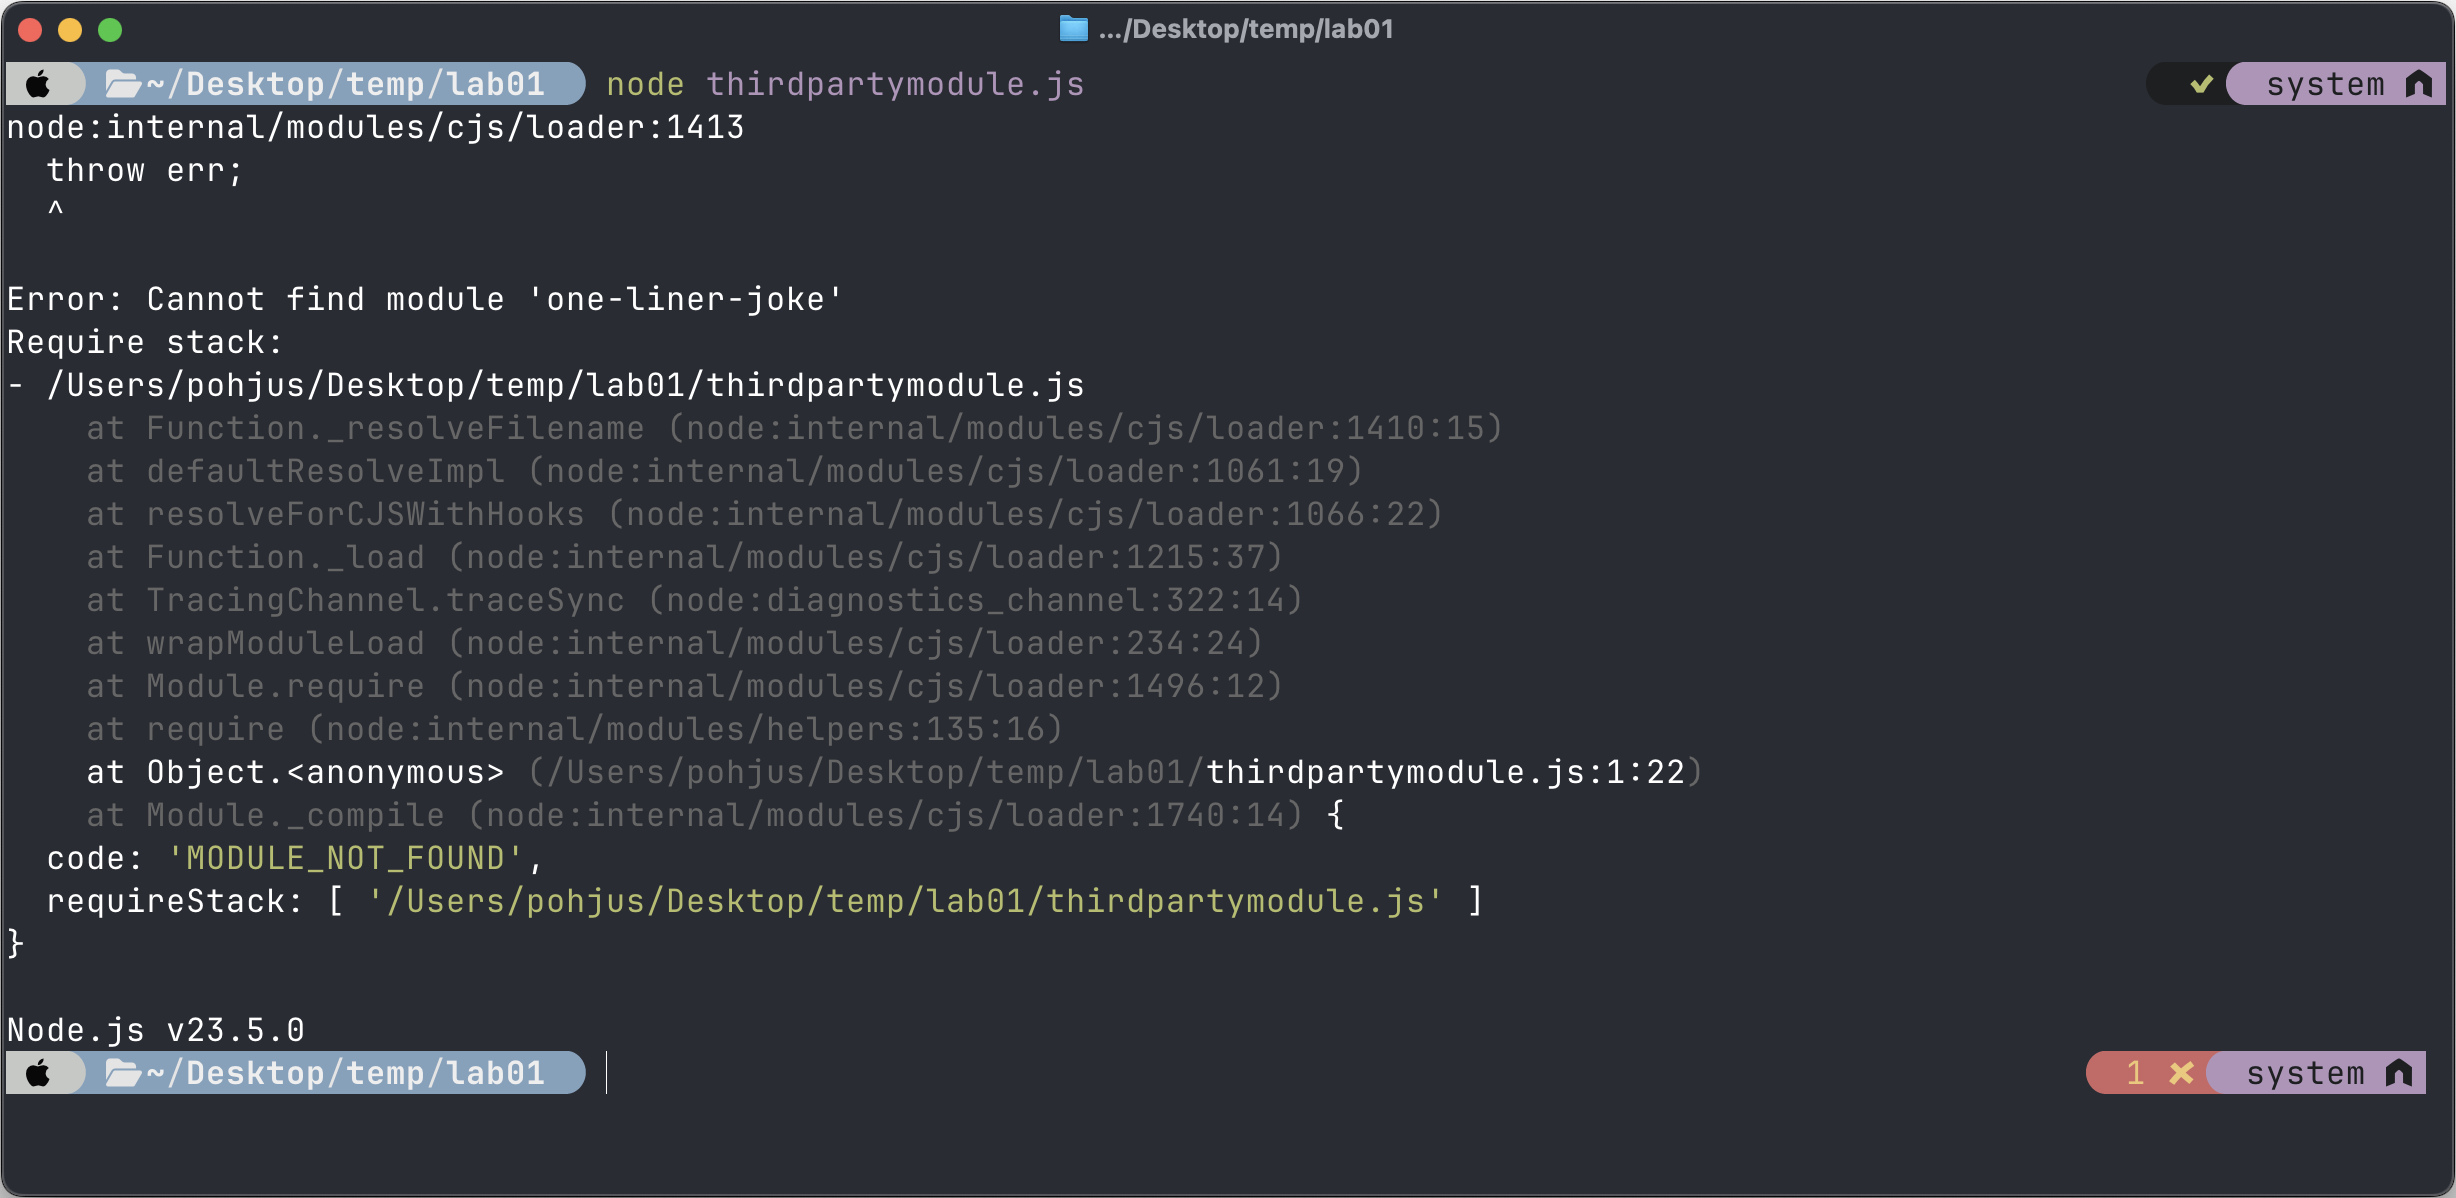 .../Desktop/temp/lab01
~/Desktop/temp/lab01 node thirdpartymodule.js ✔ system
node:internal/modules/cjs/loader:1413
  throw err;
  ^

Error: Cannot find module 'one-liner-joke'
Require stack:
- /Users/pohjus/Desktop/temp/lab01/thirdpartymodule.js
    at Function._resolveFilename (node:internal/modules/cjs/loader:1410:15)
    at defaultResolveImpl (node:internal/modules/cjs/loader:1061:19)
    at resolveForCJSWithHooks (node:internal/modules/cjs/loader:1066:22)
    at Function._load (node:internal/modules/cjs/loader:1215:37)
    at TracingChannel.traceSync (node:diagnostics_channel:322:14)
    at wrapModuleLoad (node:internal/modules/cjs/loader:234:24)
    at Module.require (node:internal/modules/cjs/loader:1496:12)
    at require (node:internal/modules/helpers:135:16)
    at Object.<anonymous> (/Users/pohjus/Desktop/temp/lab01/thirdpartymodule.js:1:22)
    at Module._compile (node:internal/modules/cjs/loader:1740:14) {
  code: 'MODULE_NOT_FOUND',
  requireStack: [ '/Users/pohjus/Desktop/temp/lab01/thirdpartymodule.js' ]
}

Node.js v23.5.0
~/Desktop/temp/lab01 1 ✘ system